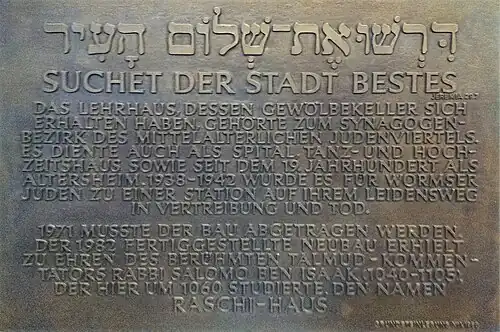 דִּרְשׁוּ אֶת־שְׁלוֹם הָעִיר
SUCHET DER STADT BESTES
JEREMIA 29.7
DAS LEHRHAUS, DESSEN GEWÖLBEKELLER SICH
ERHALTEN HABEN, GEHÖRTE ZUM SYNAGOGEN-
BEZIRK DES MITTELALTERLICHEN JUDENVIERTELS.
ES DIENTE AUCH ALS SPITAL, TANZ- UND HOCH-
ZEITSHAUS SOWIE SEIT DEM 19. JAHRHUNDERT ALS
ALTERSHEIM. 1938-1942 WURDE ES FÜR WORMSER
JUDEN ZU EINER STATION AUF IHREM LEIDENSWEG
IN VERTREIBUNG UND TOD.
1971 MUSSTE DER BAU ABGETRAGEN WERDEN.
DER 1982 FERTIGGESTELLTE NEUBAU ERHIELT
ZU EHREN DES BERÜHMTEN TALMUD-KOMMEN-
TATORS RABBI SALOMO BEN ISAAK (1040-1105),
DER HIER UM 1060 STUDIERTE, DEN NAMEN
RASCHI-HAUS